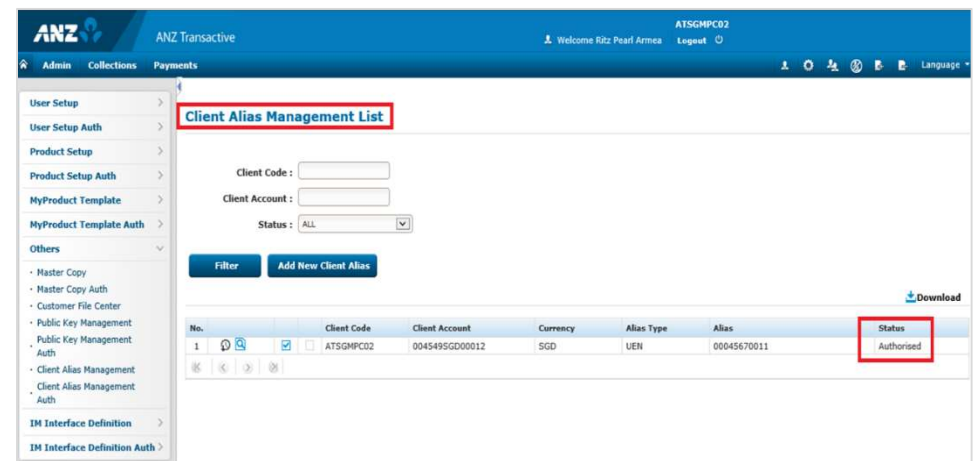 ATSGMPC02
ANZ ANZ Transactive Welcome Ritz Pearl Armea Logout
Admin Collections Payments Language
User Setup
User Setup Auth
Product Setup
Product Setup Auth
MyProduct Template
MyProduct Template Auth
Others
· Master Copy
· Master Copy Auth
· Customer File Center
· Public Key Management
· Public Key Management
Auth
· Client Alias Management
· Client Alias Management
Auth
IM Interface Definition
IM Interface Definition Auth
Client Alias Management List
Client Code :
Client Account :
Status : ALL
Filter Add New Client Alias
Download
No. Client Code Client Account Currency Alias Type Alias Status
1 ATSGMPC02 004549SGD00012 SGD UEN 00045670011 Authorised